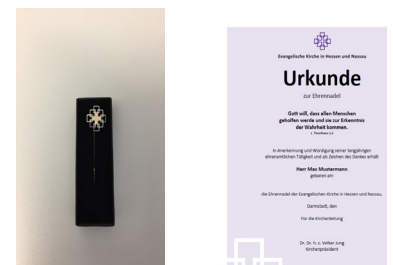 Evangelische Kirche in Hessen und Nassau
Urkunde
zur Ehrennadel
Gott will, dass allen Menschen
geholfen werde und sie zur Erkenntnis
der Wahrheit kommen.
1. Timotheus 2,4
In Anerkennung und Würdigung seiner langjährigen
ehrenamtlichen Tätigkeit und als Zeichen des Dankes erhält
Herr Max Mustermann
geboren am
die Ehrennadel der Evangelischen Kirche in Hessen und Nassau.
Darmstadt, den
Für die Kirchenleitung
Dr. Dr. h. c. Volker Jung
Kirchenpräsident